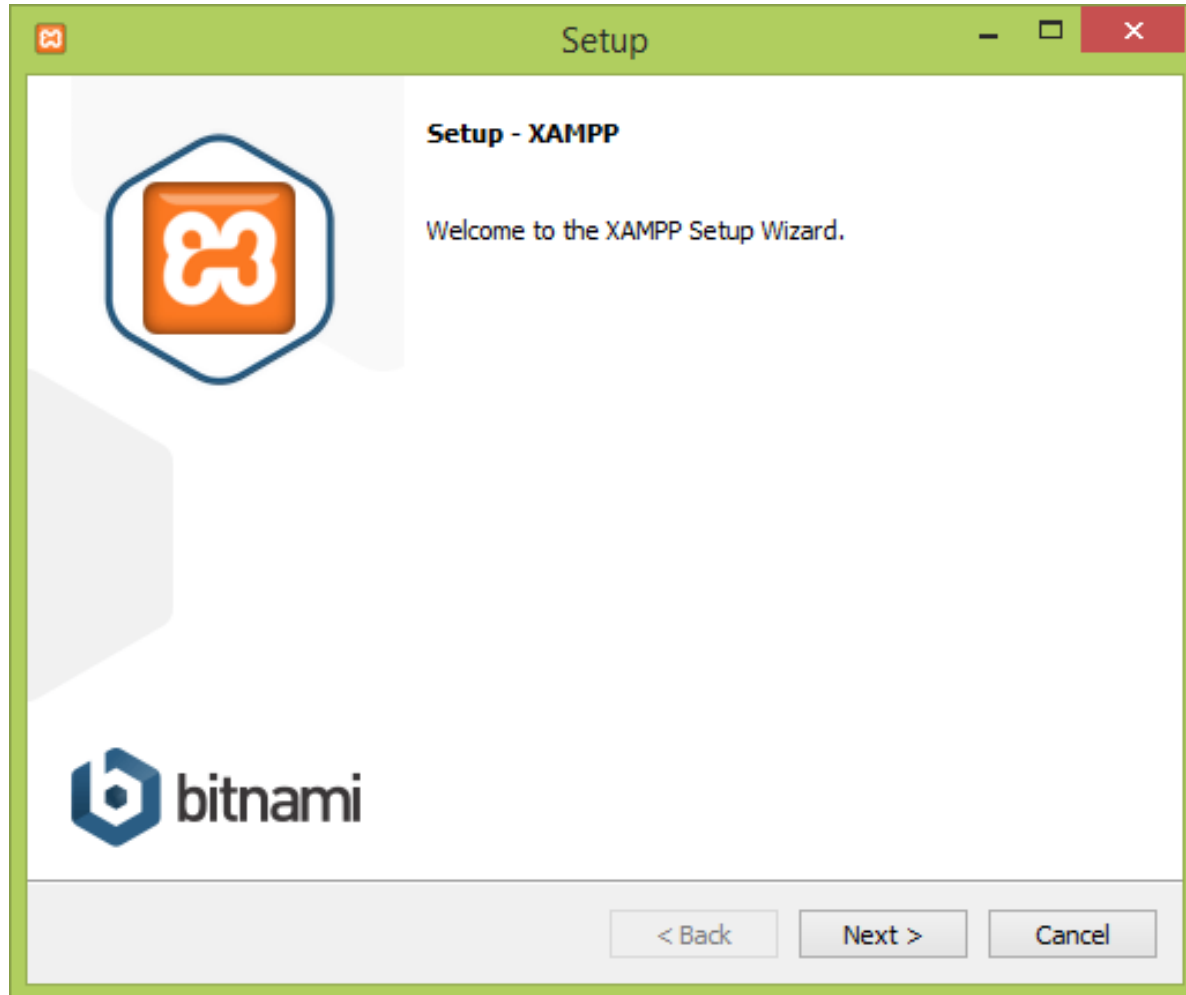 Setup
Setup - XAMPP
Welcome to the XAMPP Setup Wizard.
bitnami
< Back
Next >
Cancel